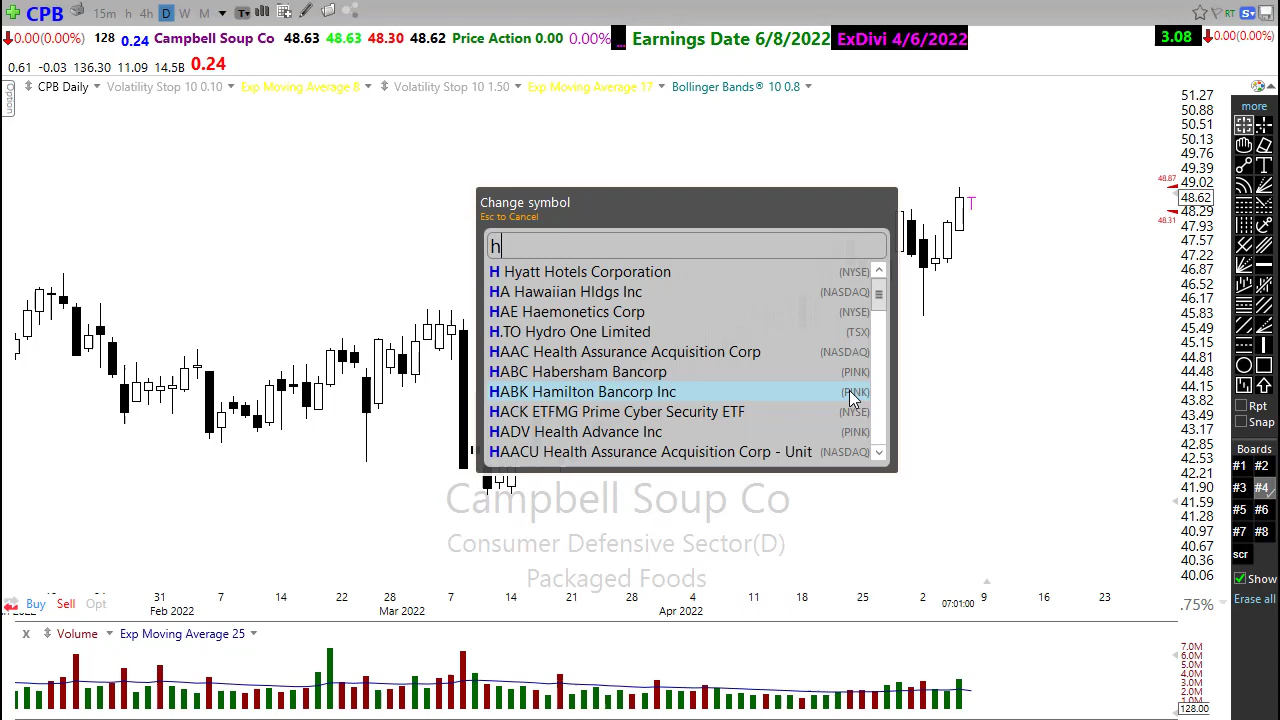 CPB 15m h 4h D W M T RT S
0.00(0.00%) 128 0.24 Campbell Soup Co 48.63 48.63 48.30 48.62 Price Action 0.00 0.00% ... Earnings Date 6/8/2022 ExDivi 4/6/2022 3.08 0.00(0.00%)
0.61 -0.03 136.30 11.09 14.5B 0.24
Option
CPB Daily Volatility Stop 10 0.10 Exp Moving Average 8 Volatility Stop 10 1.50 Exp Moving Average 17 Bollinger Bands® 10 0.8
51.27
50.88
50.51
50.13
49.76
49.39
49.02
48.87
48.62
48.29
48.31
47.93
47.57
47.22
46.87
46.52
46.17
45.83
45.49
45.15
44.81
44.48
44.15
43.82
43.49
43.17
42.85
42.53
42.21
41.90
41.59
41.28
40.97
40.66
40.36
40.06
.75%
more
Rpt
Snap
Boards
#1 #2
#3 #4
#5 #6
#7 #8
scr
Show
Erase all
Change symbol
Esc to Cancel
h
H Hyatt Hotels Corporation (NYSE)
HA Hawaiian Hldgs Inc (NASDAQ)
HAE Haemonetics Corp (NYSE)
H.TO Hydro One Limited (TSX)
HAAC Health Assurance Acquisition Corp (NASDAQ)
HABC Habersham Bancorp (PINK)
HABK Hamilton Bancorp Inc (PINK)
HACK ETFMG Prime Cyber Security ETF (NYSE)
HADV Health Advance Inc (PINK)
HAACU Health Assurance Acquisition Corp - Unit (NASDAQ)
T
Campbell Soup Co
Consumer Defensive Sector(D)
Packaged Foods
Buy Sell Opt
31 7 14 22 28 7 14 21 28 11 18 25 2 9 16 23
Feb 2022 Mar 2022 Apr 2022 07:01:00
x Volume Exp Moving Average 25
7.0M
6.0M
5.0M
4.0M
3.0M
2.0M
128.00